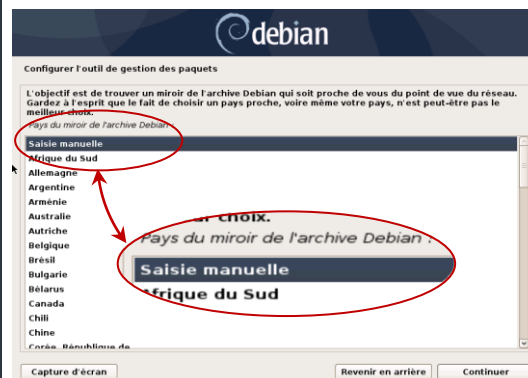 debian
Configurer l'outil de gestion des paquets
L'objectif est de trouver un miroir de l'archive Debian qui soit proche de vous du point de vue du réseau.
Gardez à l'esprit que le fait de choisir un pays proche, voire même votre pays, n'est peut-être pas le
meilleur choix.
Pays du miroir de l'archive Debian :
Saisie manuelle
Afrique du Sud
Allemagne
Argentine
Arménie
Australie
Autriche
Belgique
Brésil
Bulgarie
Bélarus
Canada
Chili
Chine
Corée, République de
choix.
Pays du miroir de l'archive Debian :
Saisie manuelle
Afrique du Sud
Capture d'écran
Revenir en arrière
Continuer